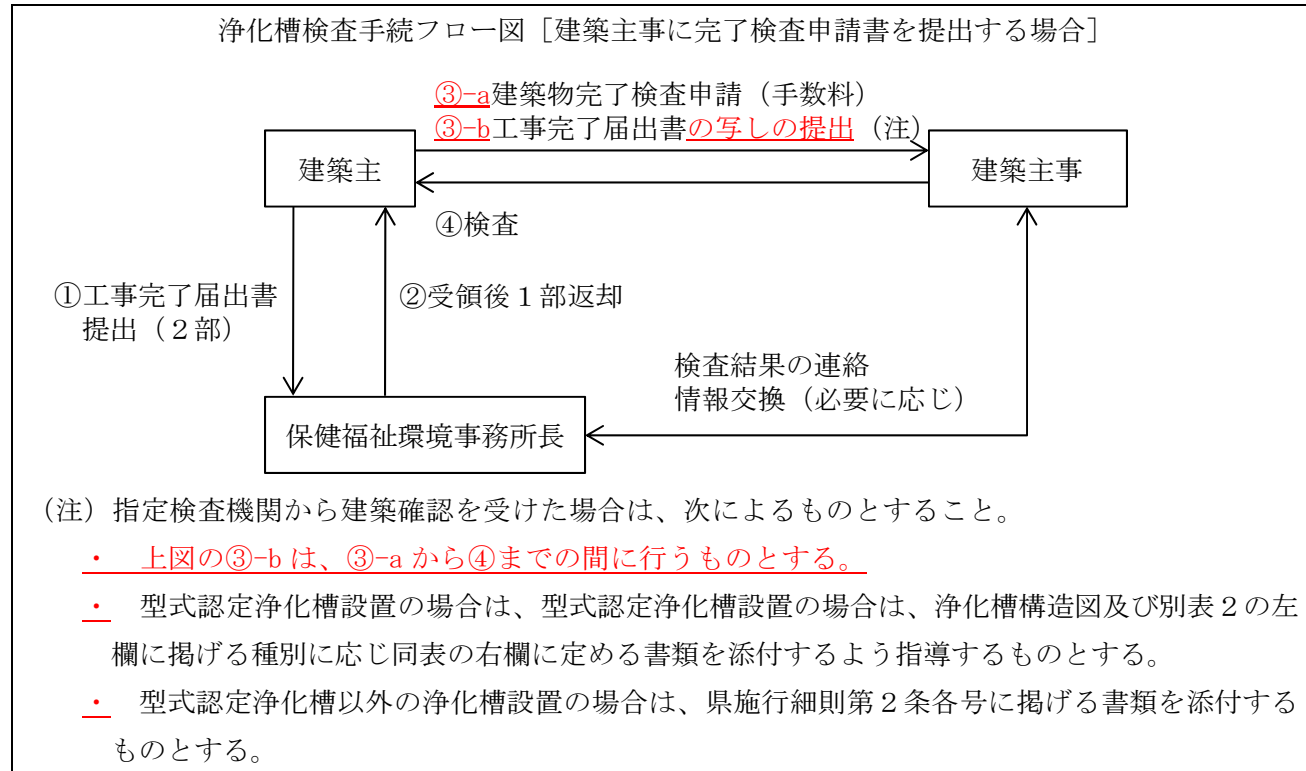 浄化槽検査手続フロー図［建築主事に完了検査申請書を提出する場合］
③-a建築物完了検査申請（手数料）
③-b工事完了届出書の写しの提出（注）
建築主
建築主事
④検査
①工事完了届出書
提出（２部）
②受領後１部返却
検査結果の連絡
情報交換（必要に応じ）
保健福祉環境事務所長
（注）指定検査機関から建築確認を受けた場合は、次によるものとすること。
・　上図の③-b は、③-a から④までの間に行うものとする。
・　型式認定浄化槽設置の場合は、型式認定浄化槽設置の場合は、浄化槽構造図及び別表２の左
欄に掲げる種別に応じ同表の右欄に定める書類を添付するよう指導するものとする。
・　型式認定浄化槽以外の浄化槽設置の場合は、県施行細則第２条各号に掲げる書類を添付する
ものとする。